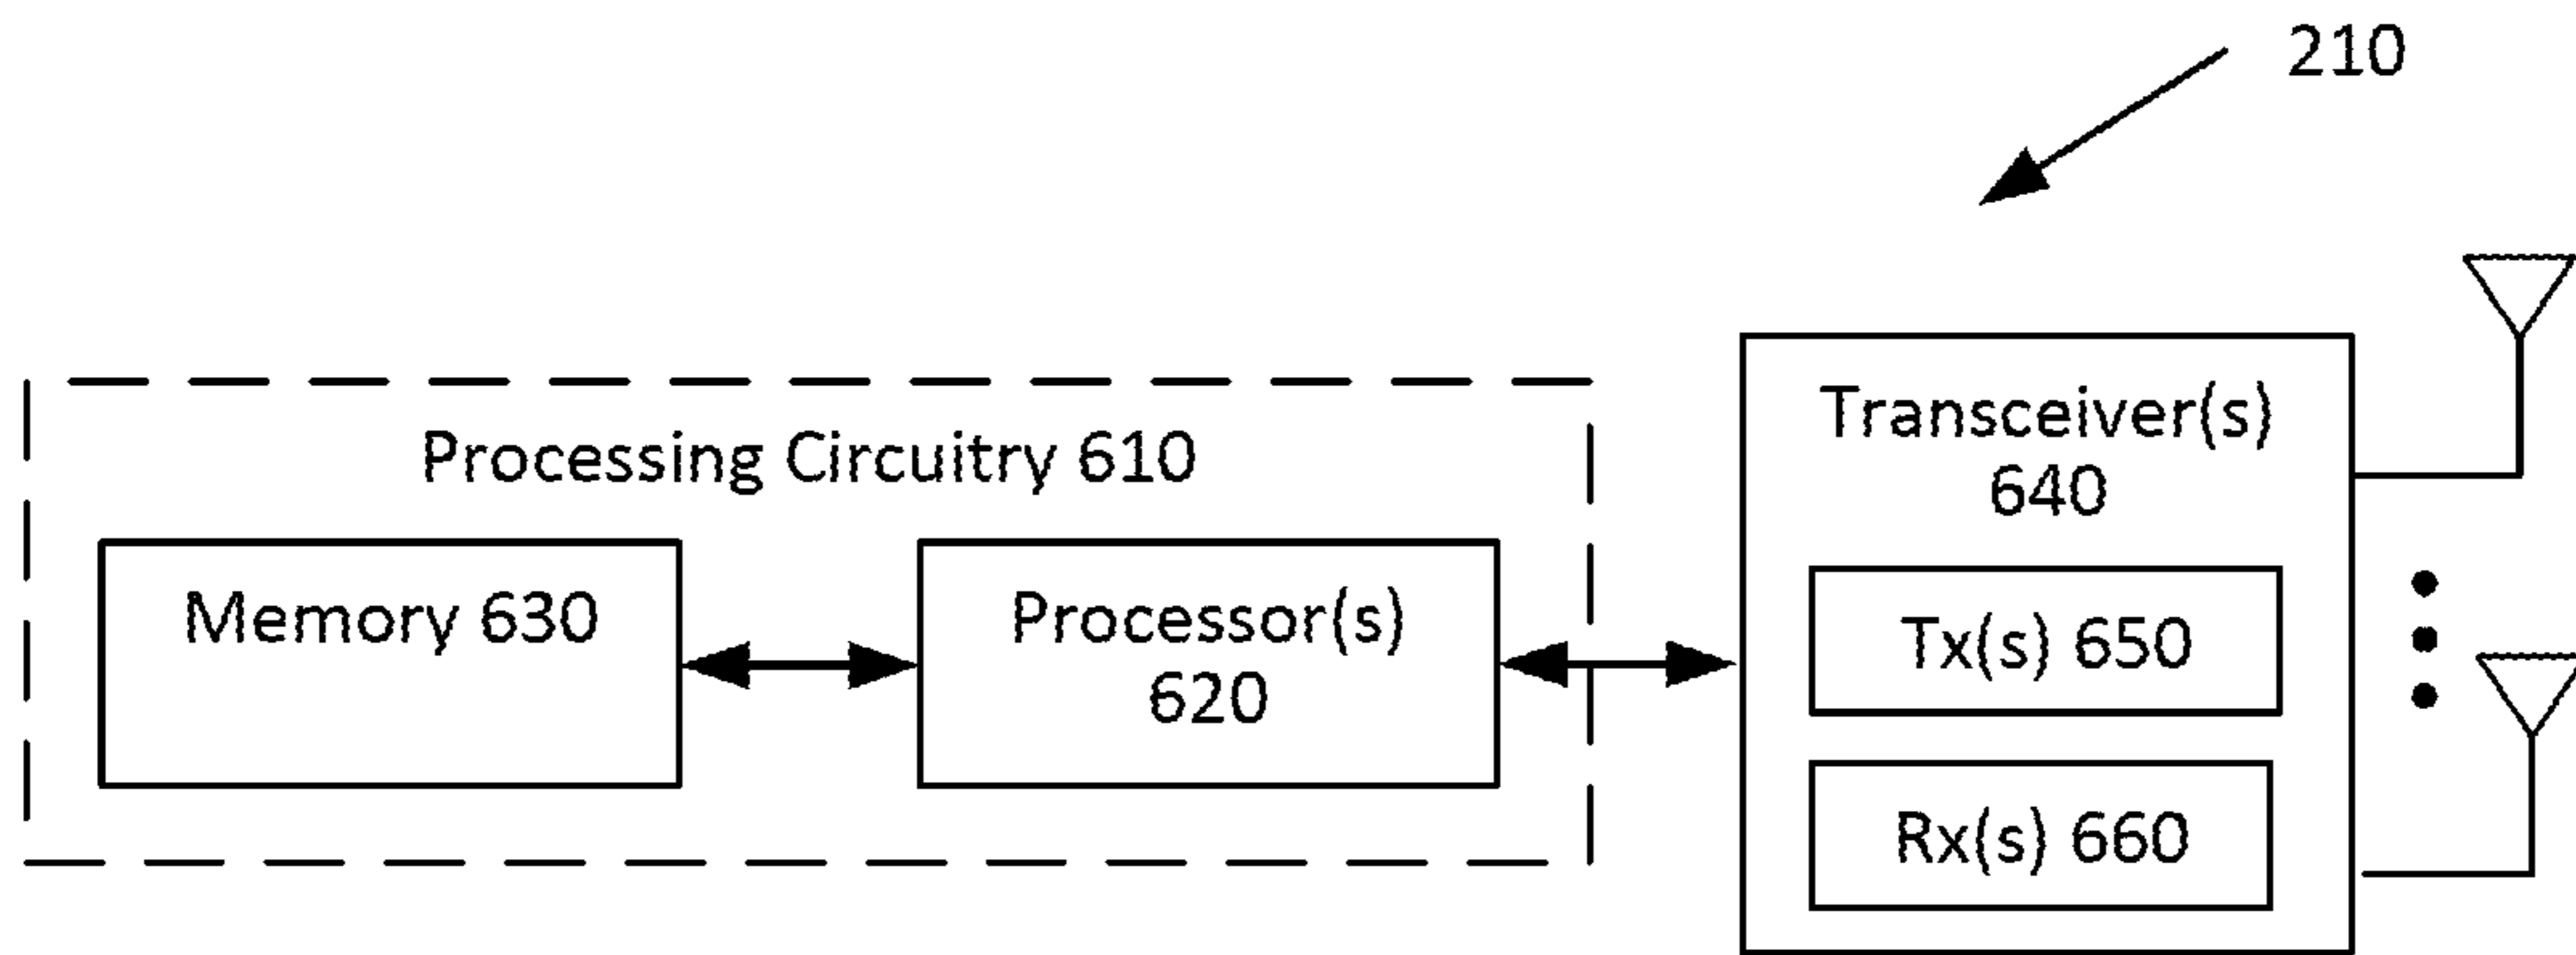 210
Processing Circuitry 610
Memory 630
Processor(s)
620
Transceiver(s)
640
Tx(s) 650
Rx(s) 660